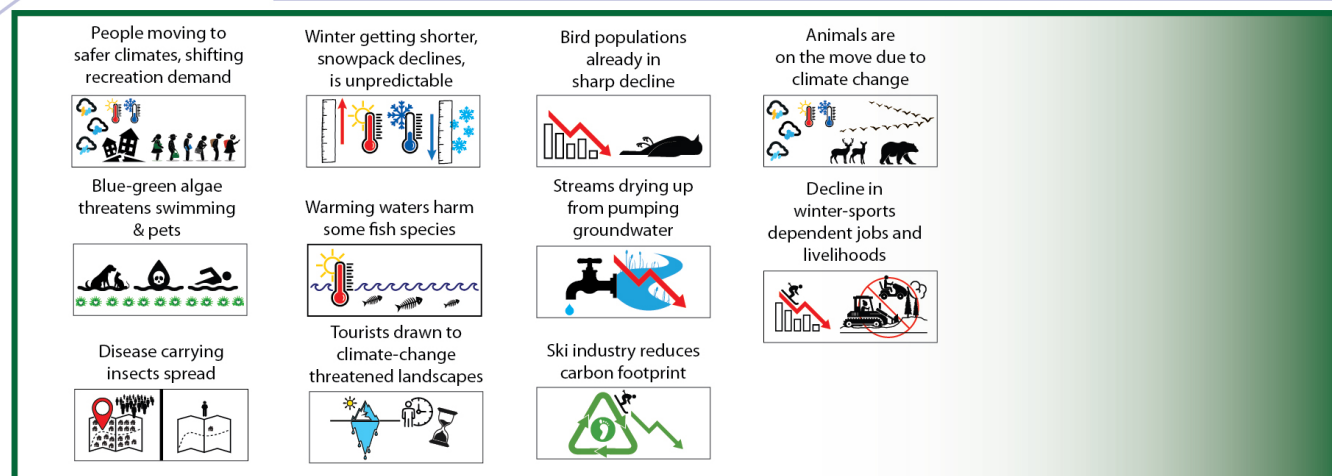 People moving to
safer climates, shifting
recreation demand
Winter getting shorter,
snowpack declines,
is unpredictable
Bird populations
already in
sharp decline
Animals are
on the move due to
climate change
Blue-green algae
threatens swimming
& pets
Warming waters harm
some fish species
Streams drying up
from pumping
groundwater
Decline in
winter-sports
dependent jobs and
livelihoods
Disease carrying
insects spread
Tourists drawn to
climate-change
threatened landscapes
Ski industry reduces
carbon footprint